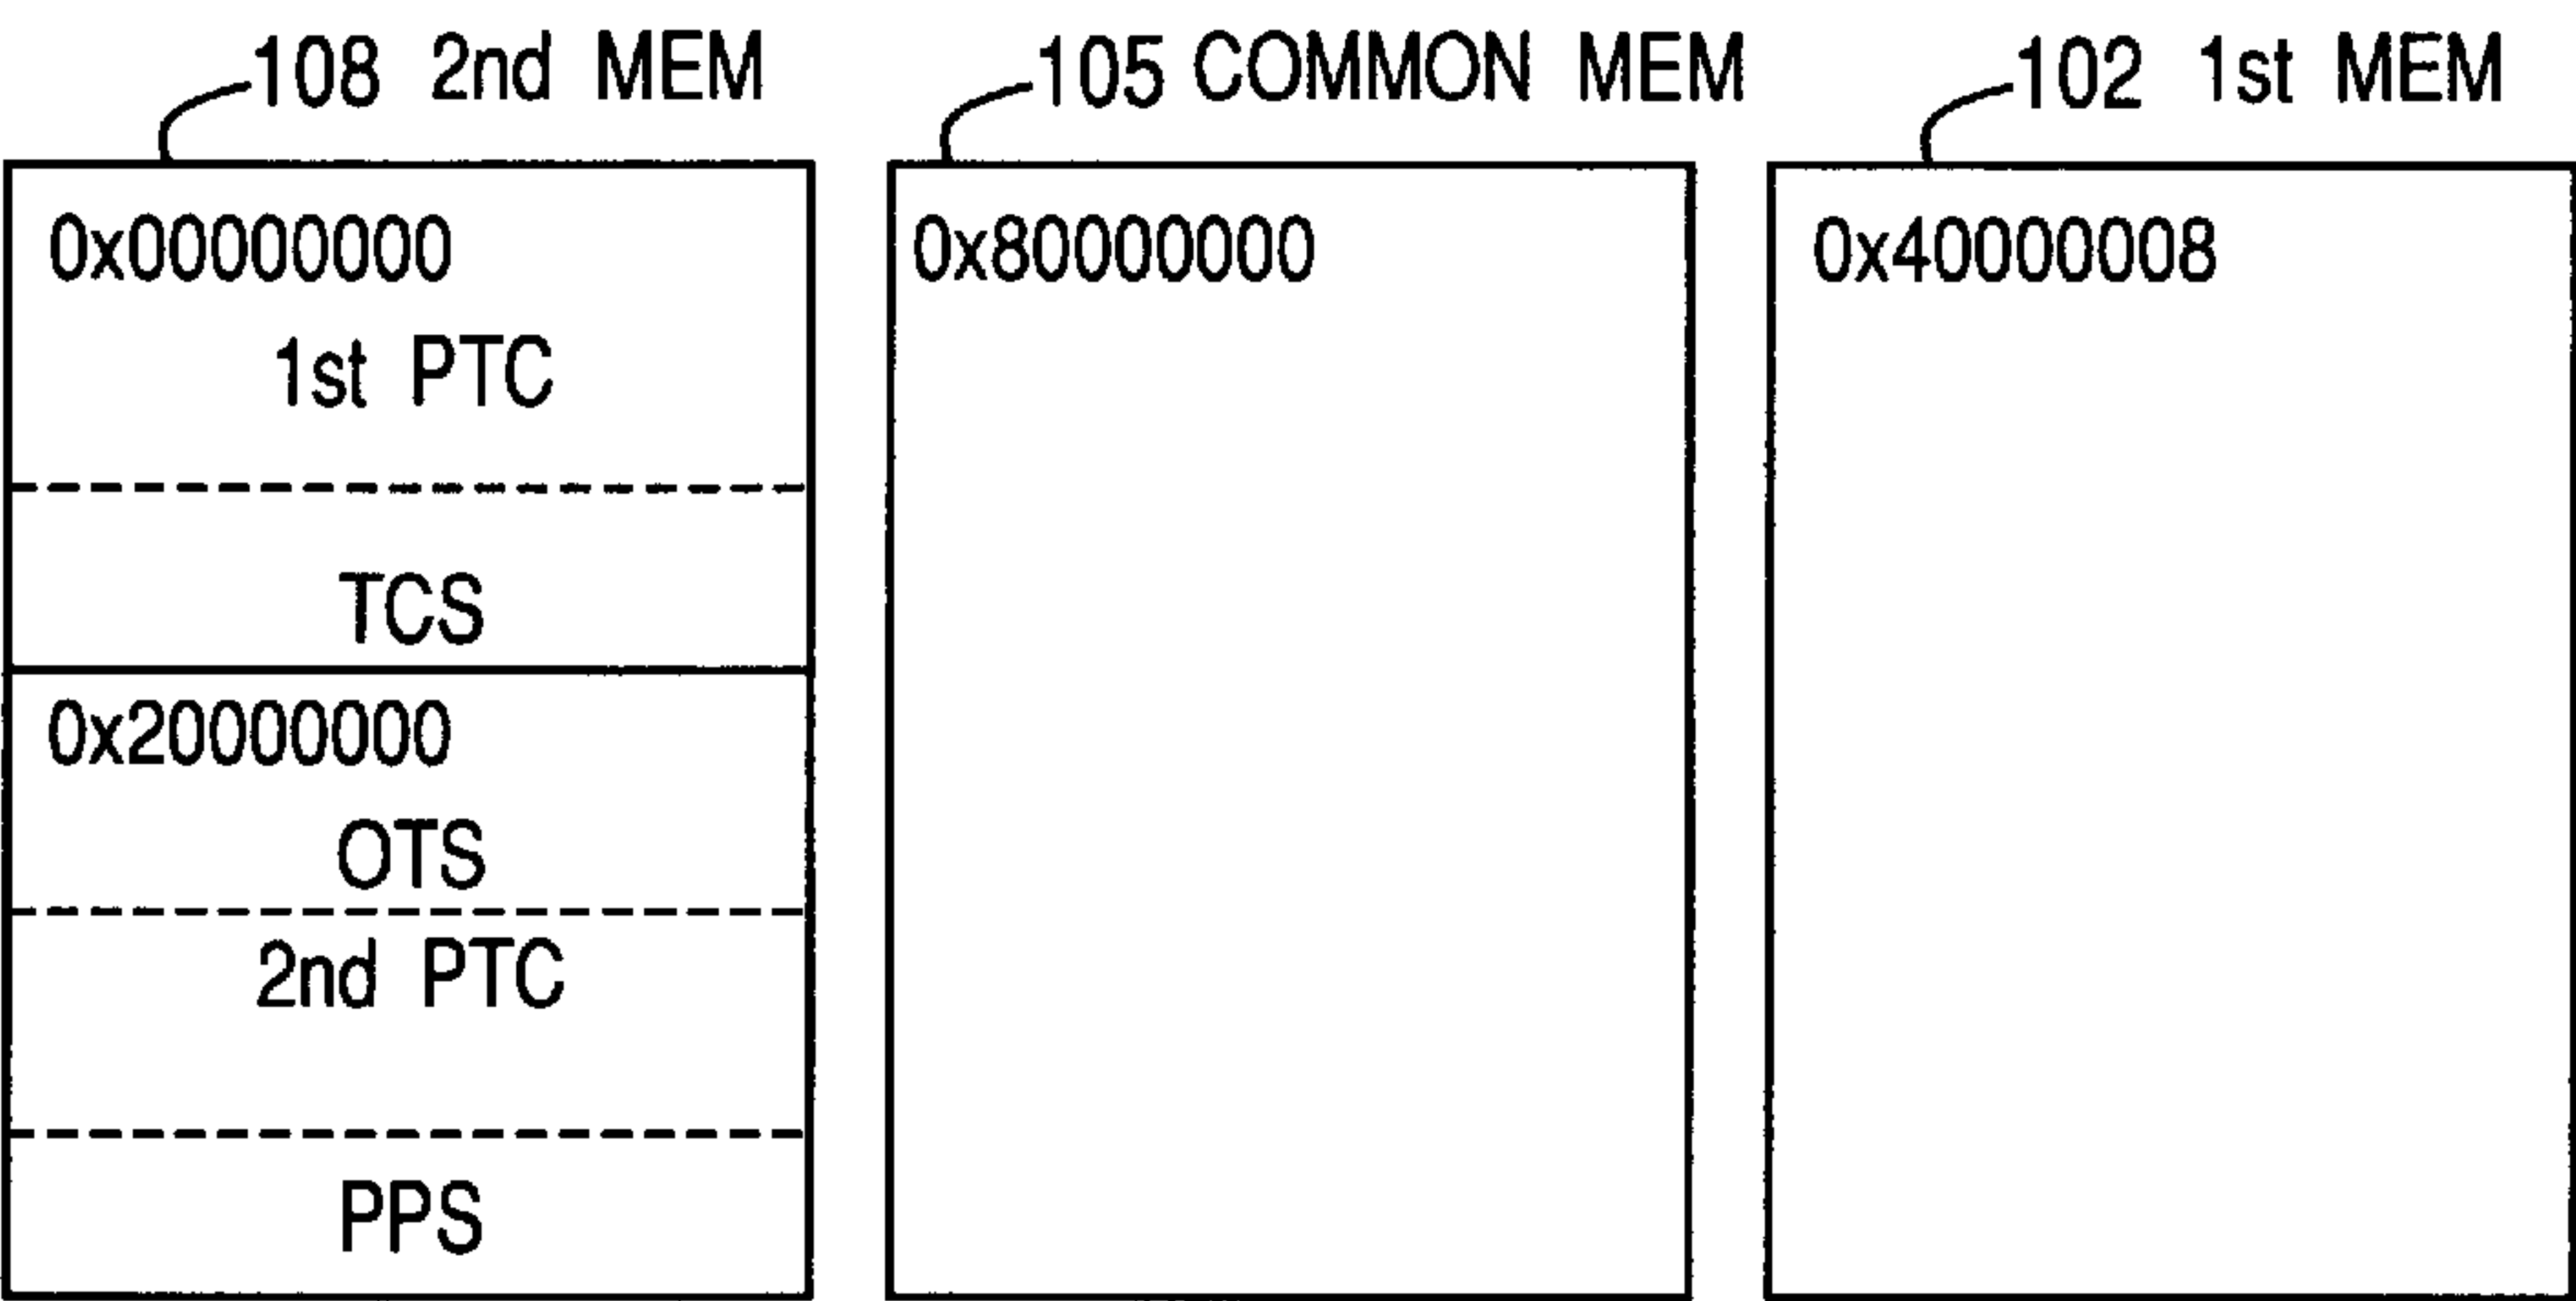 108 2nd MEM
0x00000000
1st PTC
TCS
0x20000000
OTS
2nd PTC
PPS
105 COMMON MEM
0x80000000
102 1st MEM
0x40000008